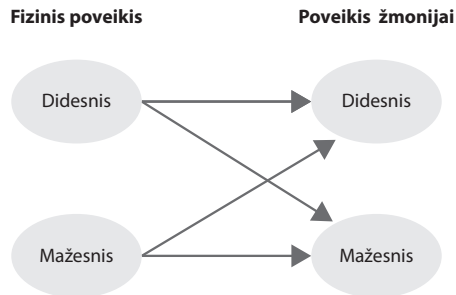 Fizinis poveikis
Poveikis žmonijai
Didesnis
Didesnis
Mažesnis
Mažesnis